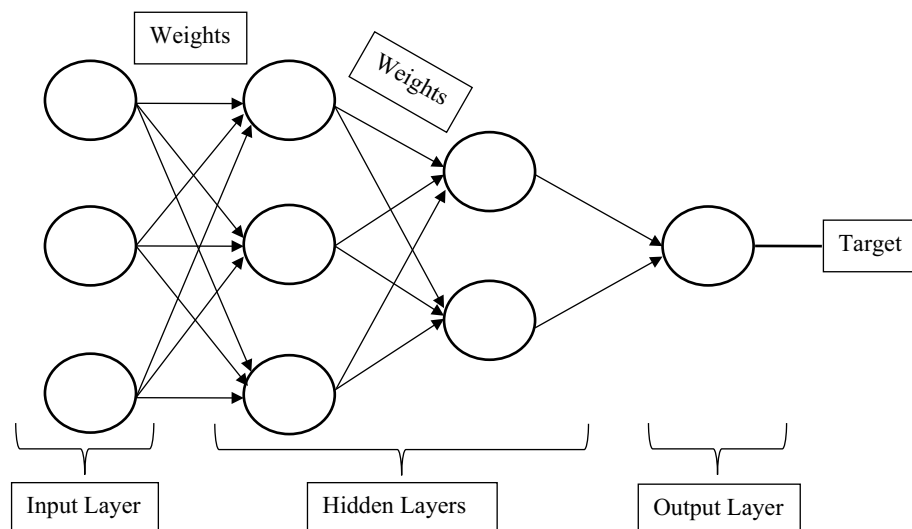 Weights
Weights
Target
Input Layer
Hidden Layers
Output Layer